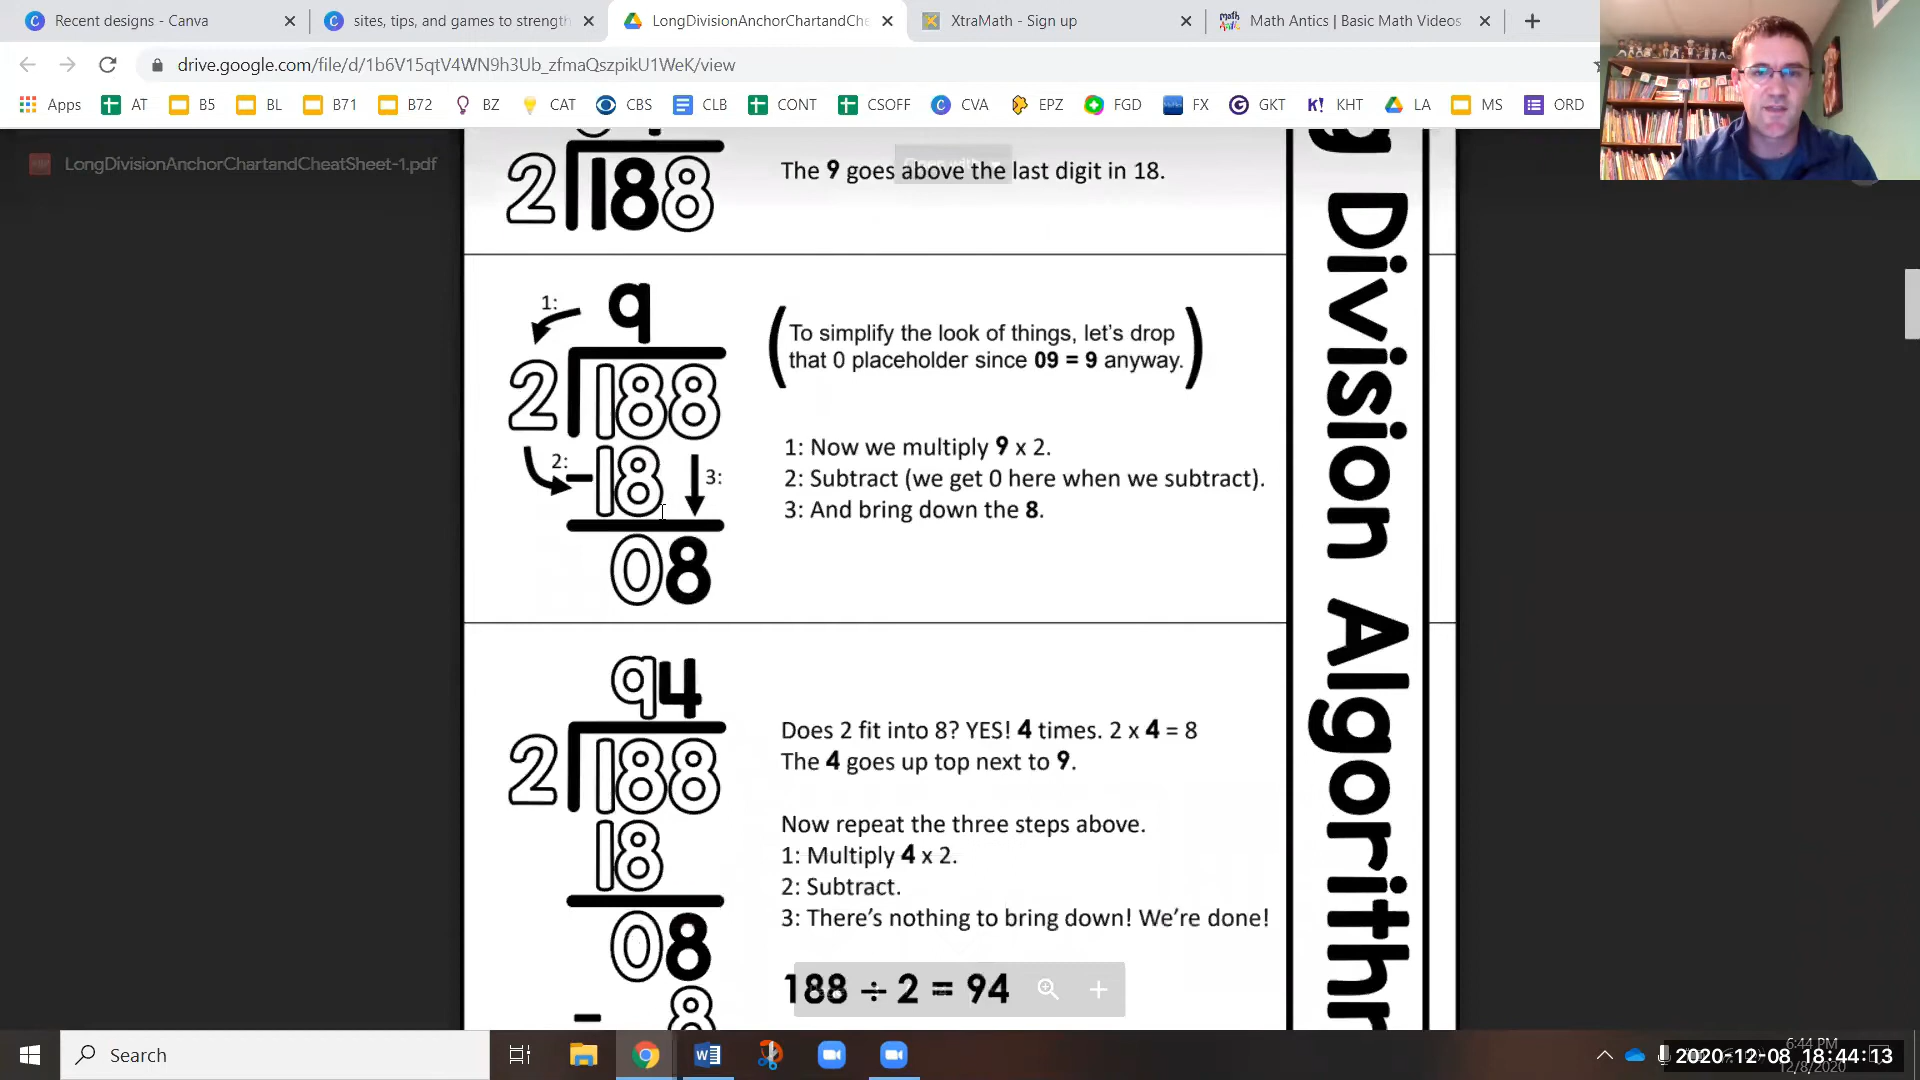 Recent designs - Canva
sites, tips, and games to strength
LongDivisionAnchorChartandChe
XtraMath - Sign up
math
Math Antics | Basic Math Videos
drive.google.com/file/d/1b6V15qtV4WN9h3Ub_zfmaQszpikU1WeK/view
Apps AT B5 BL B71 B72 BZ CAT CBS CLB CONT CSOFF CVA EPZ FGD FX GKT KHT LA MS ORD
LongDivisionAnchorChartandCheatSheet-1.pdf
2 188
The 9 goes above the last digit in 18.
1: 9
2 188
2: -18 3:
08
(To simplify the look of things, let's drop
that 0 placeholder since 09 = 9 anyway.)
1: Now we multiply 9 x 2.
2: Subtract (we get 0 here when we subtract).
3: And bring down the 8.
94
2 188
18
08
- 8
Does 2 fit into 8? YES! 4 times. 2 x 4 = 8
The 4 goes up top next to 9.
Now repeat the three steps above.
1: Multiply 4 x 2.
2: Subtract.
3: There's nothing to bring down! We're done!
188 ÷ 2 = 94
Division Algorith
Search
6:44 PM
12/8/2020
2020-12-08 18:44:13